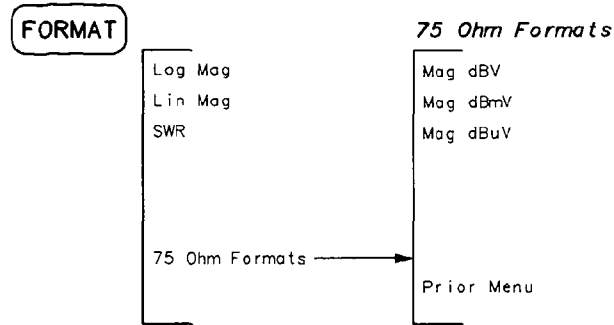 FORMAT
Log Mag
Lin Mag
SWR
75 Ohm Formats
75 Ohm Formats
Mag dBV
Mag dBmV
Mag dBuV
Prior Menu